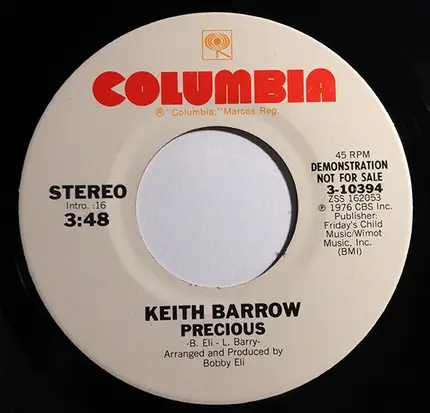 COLUMBIA
® "Columbia," Marcas Reg.
45 RPM
DEMONSTRATION
NOT FOR SALE
3-10394
ZSS 162053
℗ 1976 CBS Inc.
Publisher:
Friday's Child
Music/Wimot
Music, Inc.
(BMI)
STEREO
Intro. :16
3:48
KEITH BARROW
PRECIOUS
-B. Eli - L. Barry-
Arranged and Produced by
Bobby Eli